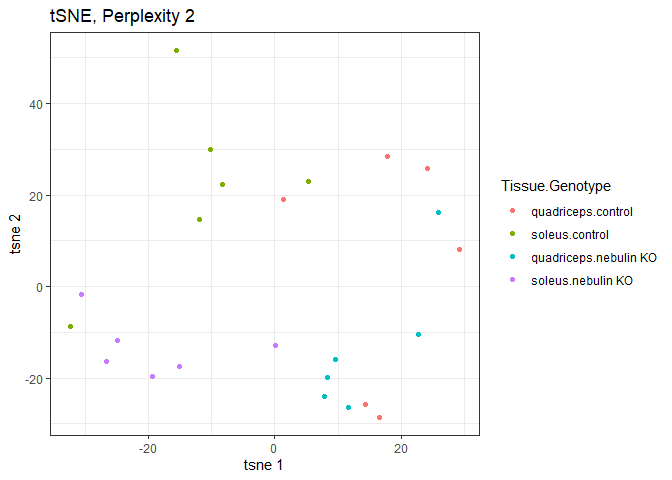 tSNE, Perplexity 2
40
20
0
-20
tsne 2
-20
0
20
tsne 1
Tissue.Genotype
quadriceps.control
soleus.control
quadriceps.nebulin KO
soleus.nebulin KO